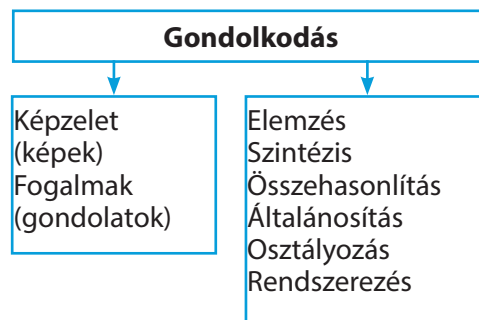 Gondolkodás
Képzelet
(képek)
Fogalmak
(gondolatok)
Elemzés
Szintézis
Összehasonlítás
Általánosítás
Osztályozás
Rendszerezés